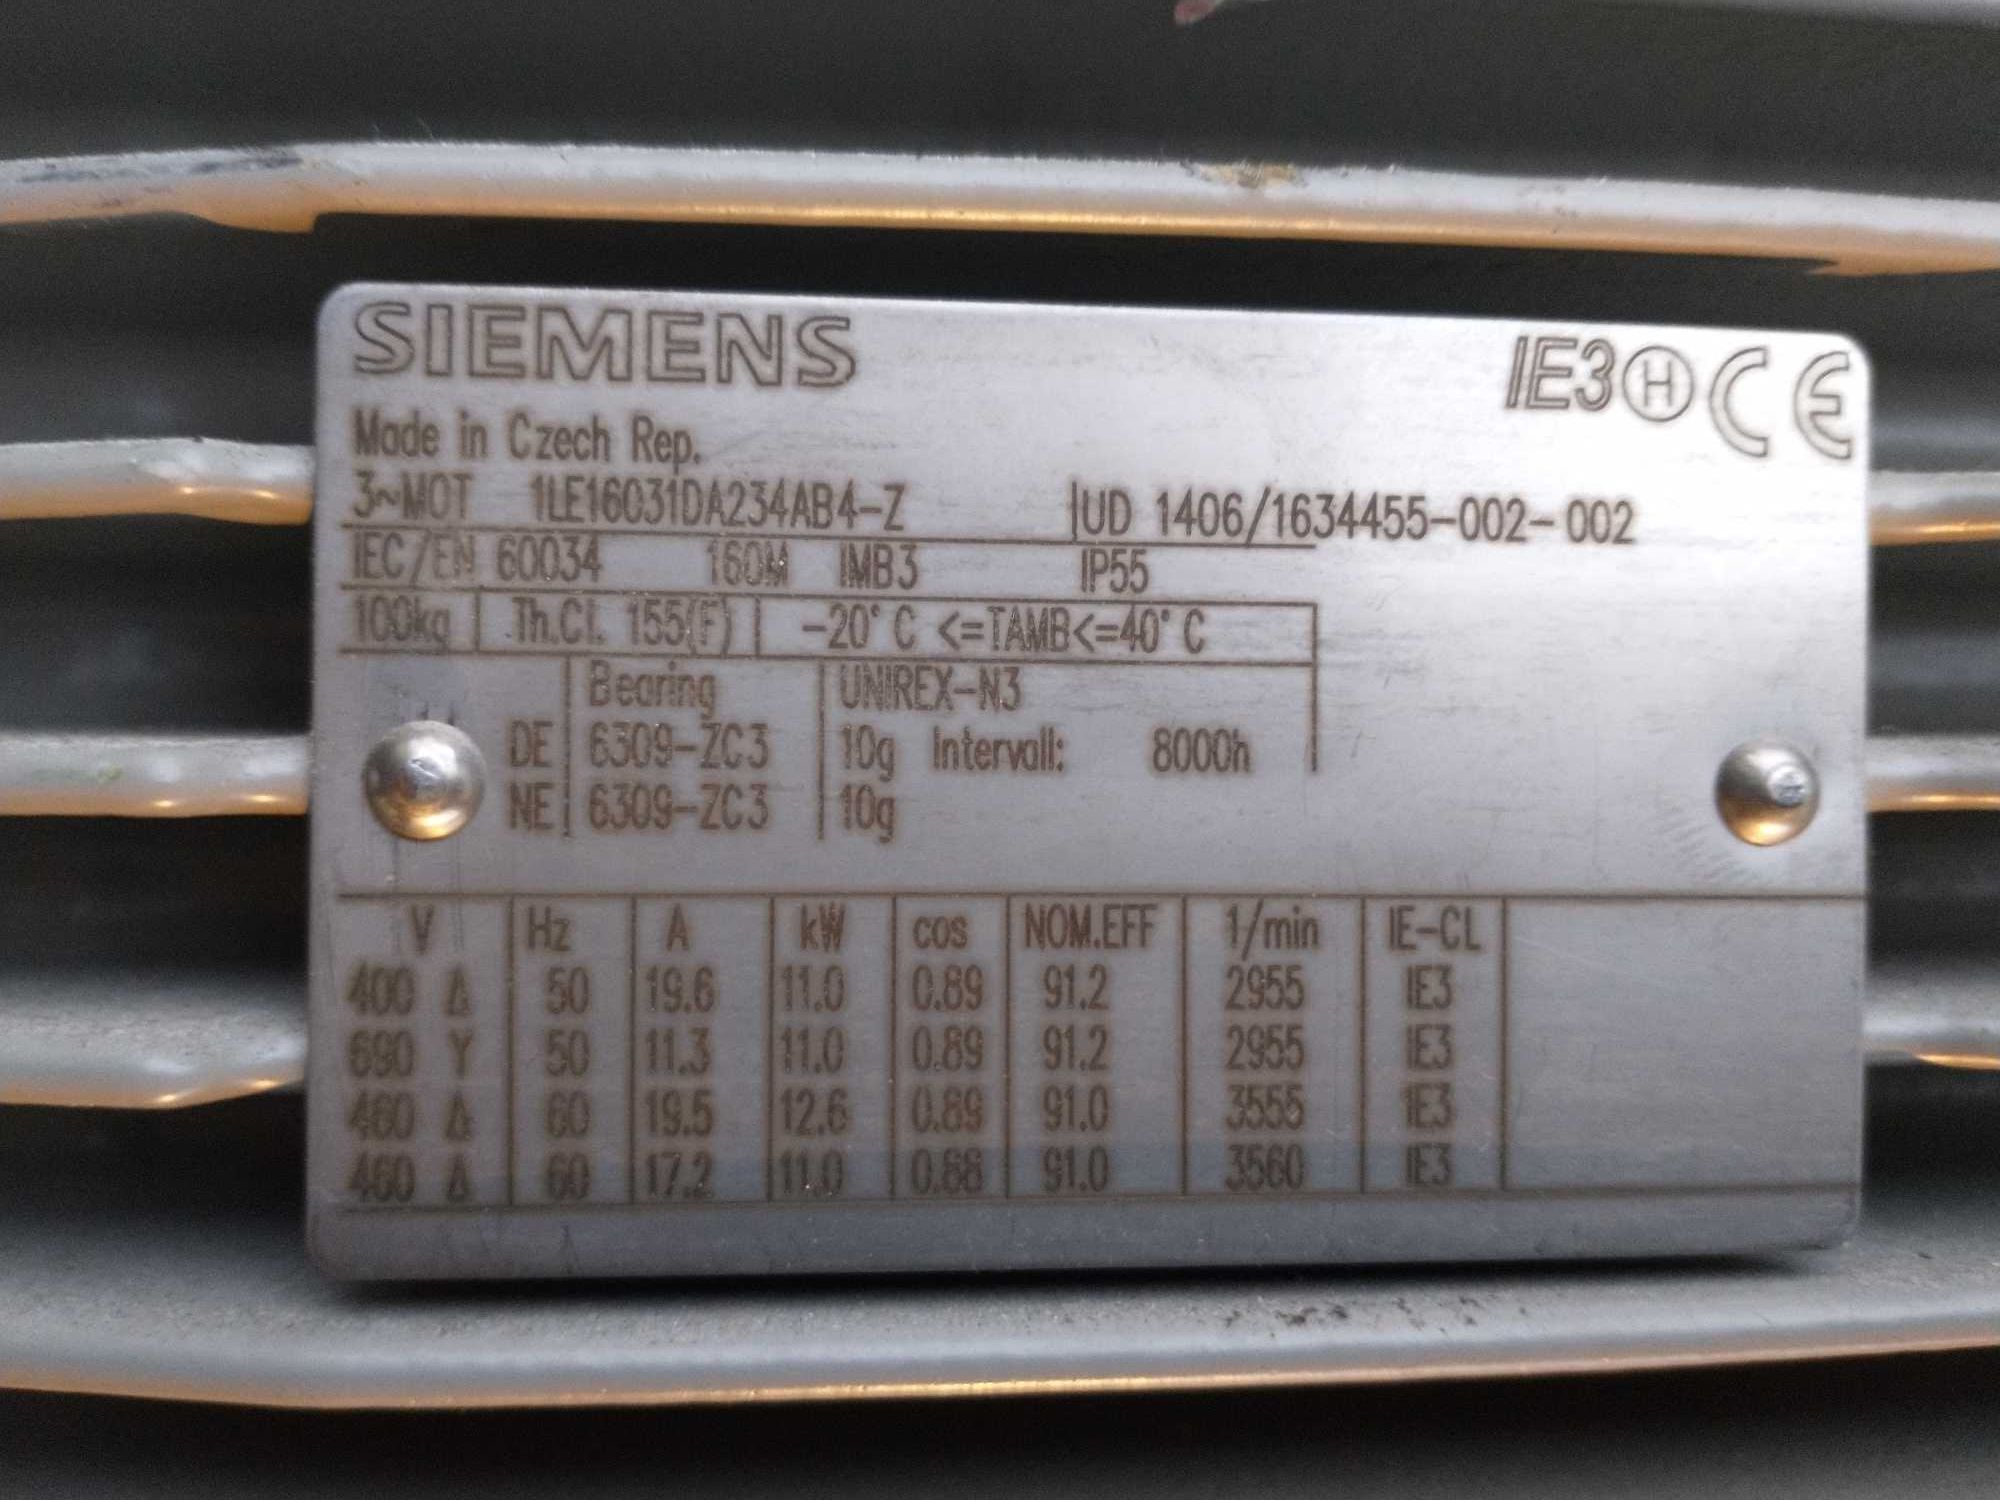 SIEMENS
IE3 H CE
Made in Czech Rep.
3~MOT 1LE16031DA234AB4-Z UD 1406/1634455-002-002
IEC/EN 60034 160M IMB3 IP55
100kg Th.Cl. 155(F) -20°C <=TAMB<=40°C
Bearing UNIREX-N3
DE 6309-ZC3 10g Intervall: 8000h
NE 6309-ZC3 10g
V Hz A kW cos NOM.EFF 1/min IE-CL
400 Δ 50 19.6 11.0 0.89 91.2 2955 IE3
690 Y 50 11.3 11.0 0.89 91.2 2955 IE3
460 Δ 60 19.5 12.6 0.89 91.0 3555 IE3
460 Δ 60 17.2 11.0 0.88 91.0 3560 IE3